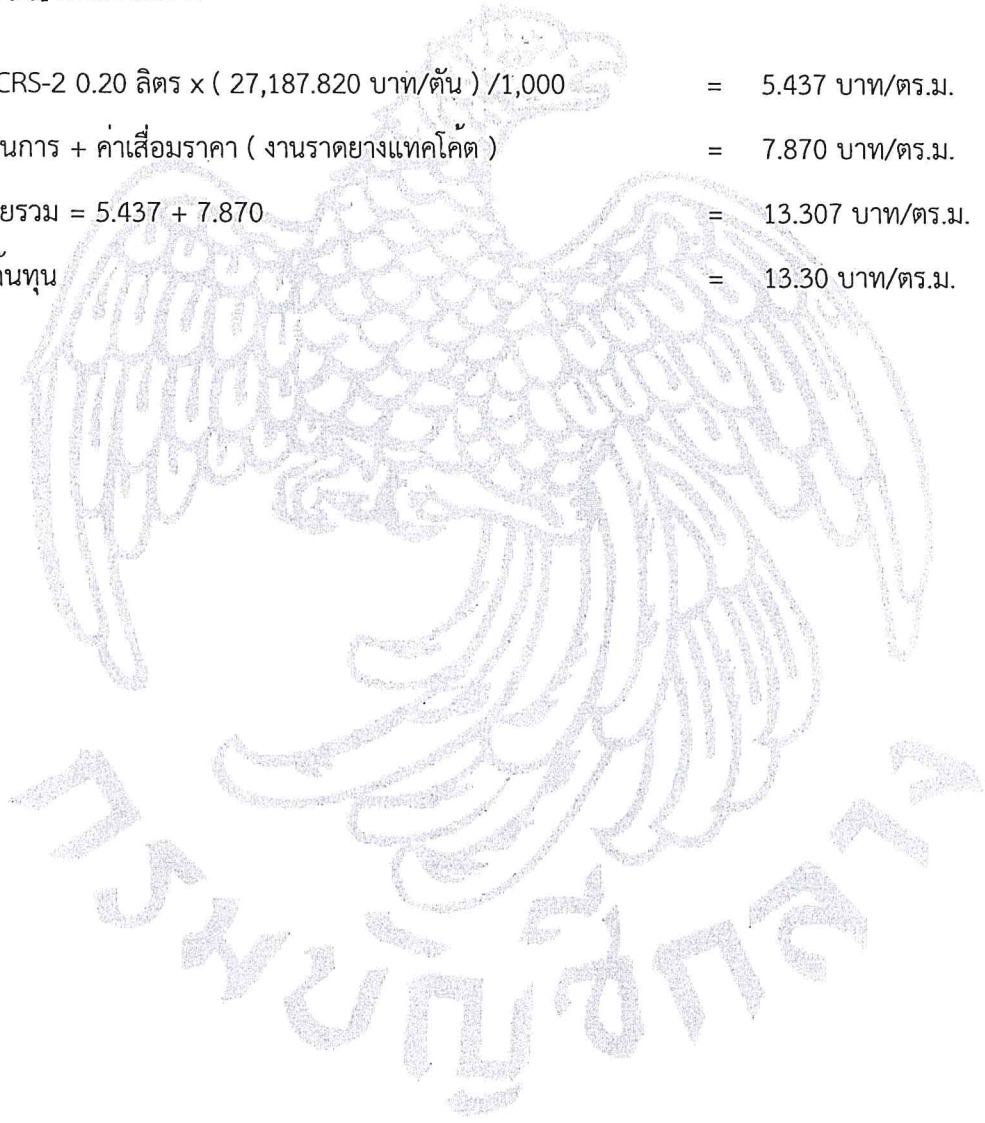 CRS-2 0.20 ลิตร x ( 27,187.820 บาท/ตัน ) /1,000 = 5.437 บาท/ตร.ม.
นการ + ค่าเสื่อมราคา ( งานราดยางแทคโค้ต ) = 7.870 บาท/ตร.ม.
ยรวม = 5.437 + 7.870 = 13.307 บาท/ตร.ม.
้นทุน = 13.30 บาท/ตร.ม.
กรมบัญชีกลาง